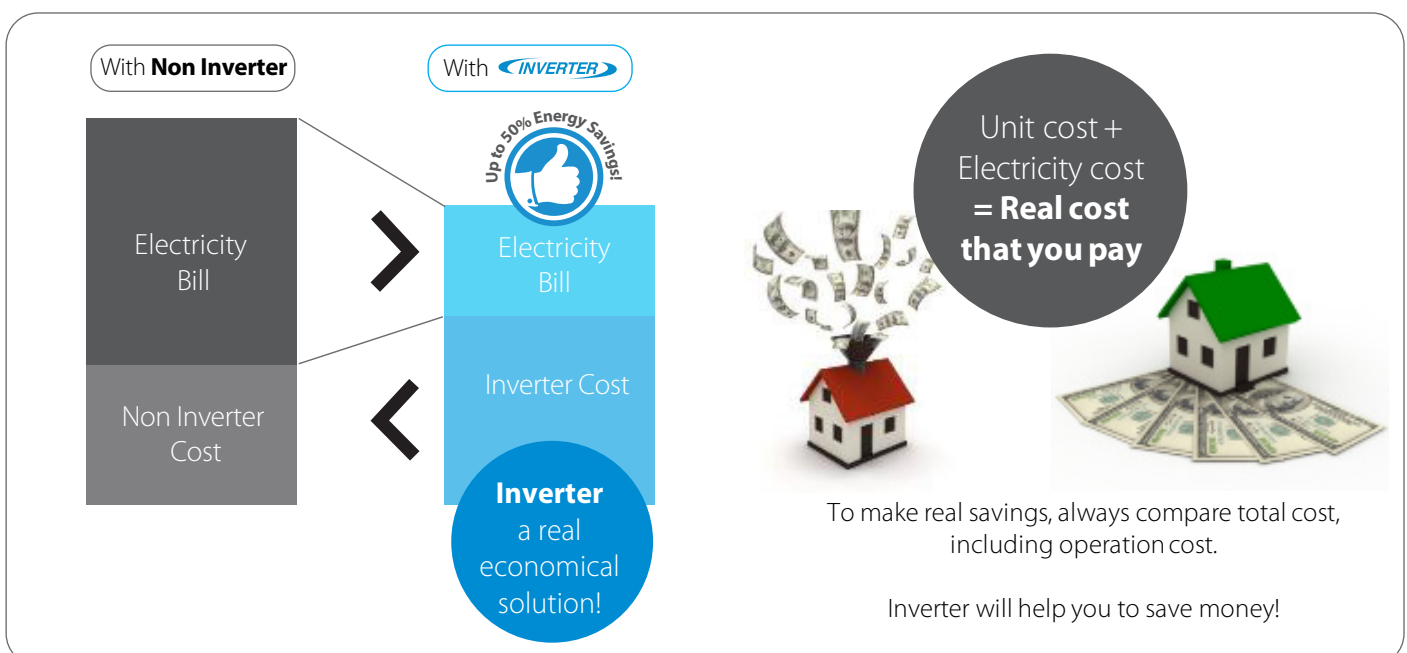 With Non Inverter
Electricity
Bill
Non Inverter
Cost
With INVERTER
Up to 50% Energy Savings!
Electricity
Bill
Inverter Cost
Inverter
a real
economical
solution!
Unit cost +
Electricity cost
= Real cost
that you pay
To make real savings, always compare total cost,
including operation cost.
Inverter will help you to save money!